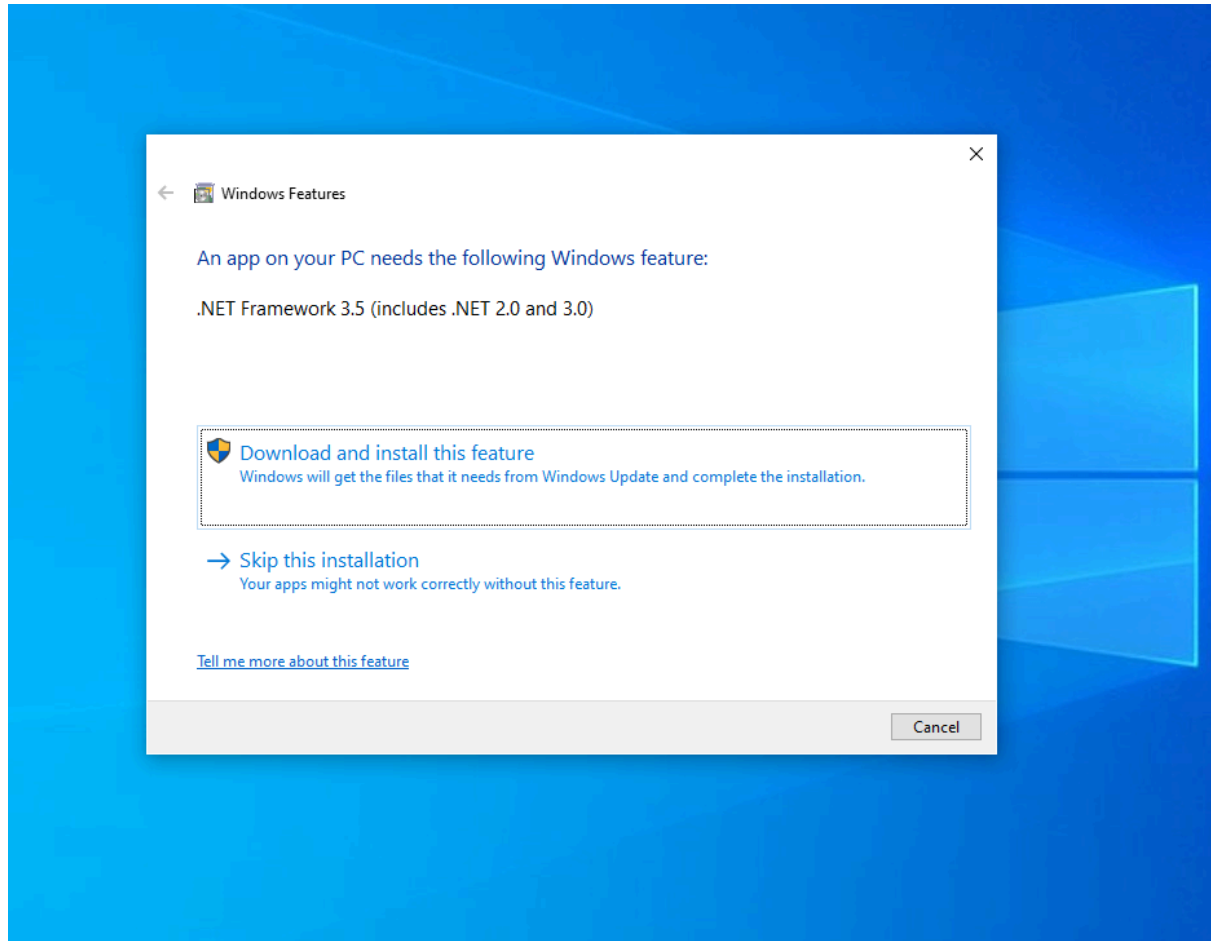 Windows Features
An app on your PC needs the following Windows feature:
.NET Framework 3.5 (includes .NET 2.0 and 3.0)
Download and install this feature
Windows will get the files that it needs from Windows Update and complete the installation.
Skip this installation
Your apps might not work correctly without this feature.
Tell me more about this feature
Cancel